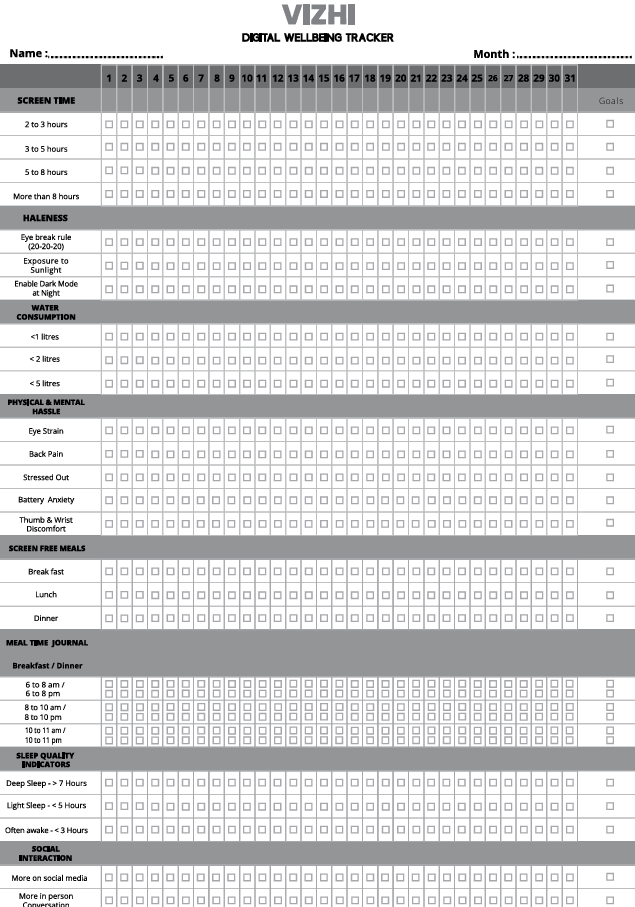 VIZHI
DIGITAL WELLBEING TRACKER
Name :
Month :
1 2 3 4 5 6 7 8 9 10 11 12 13 14 15 16 17 18 19 20 21 22 23 24 25 26 27 28 29 30 31
SCREEN TIME
Goals
2 to 3 hours
3 to 5 hours
5 to 8 hours
More than 8 hours
HALENESS
Eye break rule
(20-20-20)
Exposure to
Sunlight
Enable Dark Mode
at Night
WATER
CONSUMPTION
<1 litres
< 2 litres
< 5 litres
PHYSICAL & MENTAL
HASSLE
Eye Strain
Back Pain
Stressed Out
Battery Anxiety
Thumb & Wrist
Discomfort
SCREEN FREE MEALS
Break fast
Lunch
Dinner
MEAL TIME JOURNAL
Breakfast / Dinner
6 to 8 am /
6 to 8 pm
8 to 10 am /
8 to 10 pm
10 to 11 am /
10 to 11 pm
SLEEP QUALITY
INDICATORS
Deep Sleep - > 7 Hours
Light Sleep - < 5 Hours
Often awake - < 3 Hours
SOCIAL
INTERACTION
More on social media
More in person
Conversation